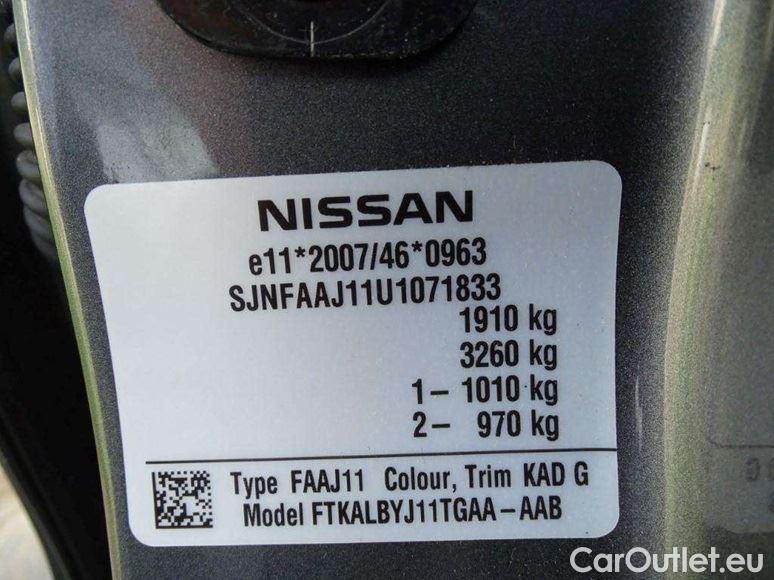 NISSAN
e11*2007/46*0963
SJNFAAJ11U1071833
1910 kg
3260 kg
1- 1010 kg
2- 970 kg
Type FAAJ11 Colour, Trim KAD G
Model FTKALBYJ11TGAA-AAB
CarOutlet.eu